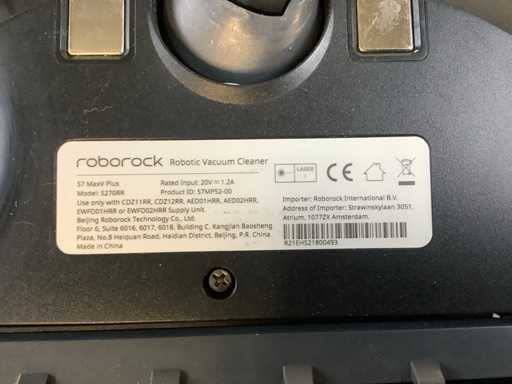 roborock Robotic Vacuum Cleaner
S7 MaxV Plus
Rated Input: 20V⎓1.2A
Model: S270RR
Product ID: S7MP52-00
Use only with CDZ11RR, CDZ12RR, AED01HRR, AED02HRR,
EWFD01HRR or EWFD02HRR Supply Unit.
Beijing Roborock Technology Co., Ltd.
Floor 6, Suite 6016, 6017, 6018, Building C, Kangjian Baosheng
Plaza, No.8 Heiquan Road, Haidian District, Beijing, P.R. China
Made in China
LASER
1
CE
Importer: Roborock International B.V.
Address of Importer: Strawinskylaan 3051,
Atrium, 1077ZX Amsterdam.
R21EHS21800493